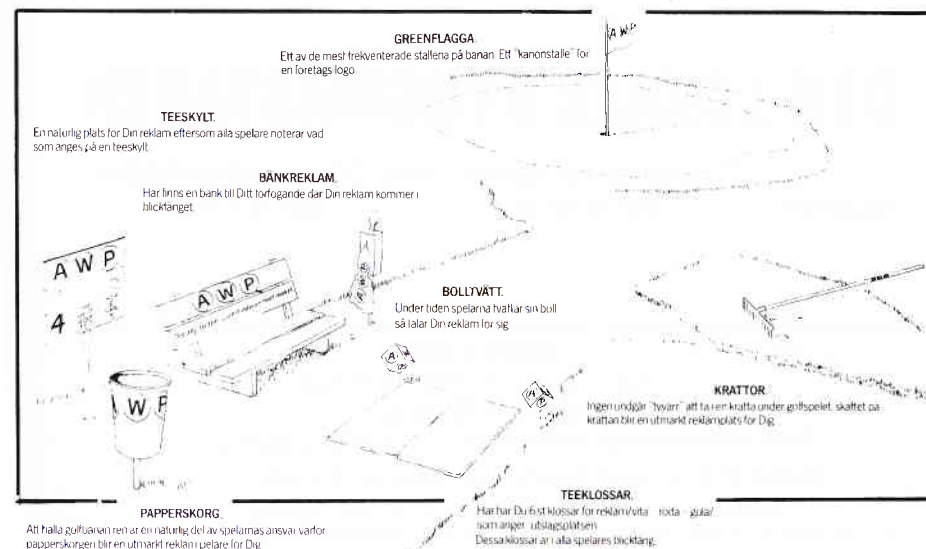 GREENFLAGGA.
Ett av de mest frekventerade ställena på banan. Ett "kanonställe" för
en företags logo
A W P
TEESKYLT.
En naturlig plats för Din reklam eftersom alla spelare noterar vad
som anges på en teeskylt.
BÄNKREKLAM.
Här finns en bänk till Ditt förfogande där Din reklam kommer i
blickfånget.
A W P
4
A W P
BOLLTVÄTT.
Under tiden spelarna tvättar sin boll
så talar Din reklam för sig
W P
KRATTOR.
Ingen undgår "tyvärr" att ta i en kratta under golfspelet, skaftet på
krattan blir en utmärkt reklamplats för Dig.
PAPPERSKORG.
Att hålla golfbanan ren är en naturlig del av spelarnas ansvar varför
papperskorgen blir en utmärkt reklampelare för Dig.
TEEKLOSSAR.
Här har Du 6 st klossar för reklam/vita - röda - gula/
som anger utslagsplatsen
Dessa klossar är i alla spelares blickfång.